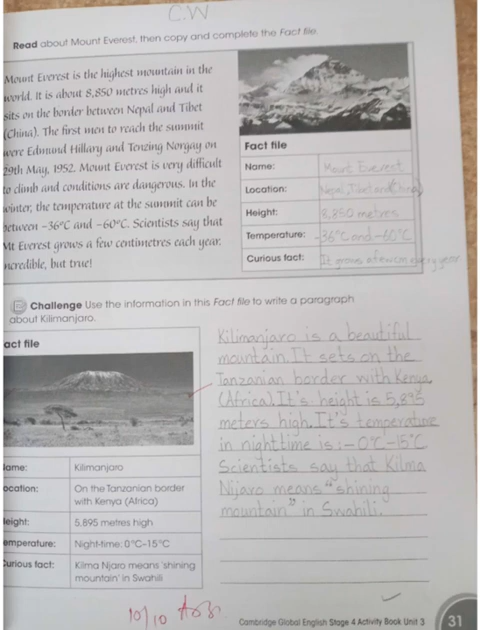 C.W
Read about Mount Everest, then copy and complete the Fact file.
Mount Everest is the highest mountain in the
world. It is about 8,850 metres high and it
sits on the border between Nepal and Tibet
(China). The first men to reach the summit
were Edmund Hillary and Tenzing Norgay on
29th May, 1952. Mount Everest is very difficult
to climb and conditions are dangerous. In the
winter, the temperature at the summit can be
between -36°C and -60°C. Scientists say that
Mt Everest grows a few centimetres each year.
ncredible, but true!
Fact file
Name: Mount Everest
Location: Nepal, Tibet and China)
Height: 8,850 metres
Temperature: -36°C and -60°C
Curious fact: It grows a few cm every year
Challenge Use the information in this Fact file to write a paragraph
about Kilimanjaro.
act file
ame: Kilimanjaro
ocation: On the Tanzanian border
with Kenya (Africa)
eight: 5,895 metres high
emperature: Night-time: 0°C-15°C
Curious fact: Kilma Njaro means 'shining
mountain' in Swahili
Kilimanjaro is a beautiful
mountain. It sets on the
Tanzanian border with Kenya
(Africa). It's height is 5,895
meters high. It's temperature
in nighttime is: -0°C-15°C
Scientists say that Kilma
Nijaro means "shining
mountain" in Swahili.
10/10
Cambridge Global English Stage 4 Activity Book Unit 3 31